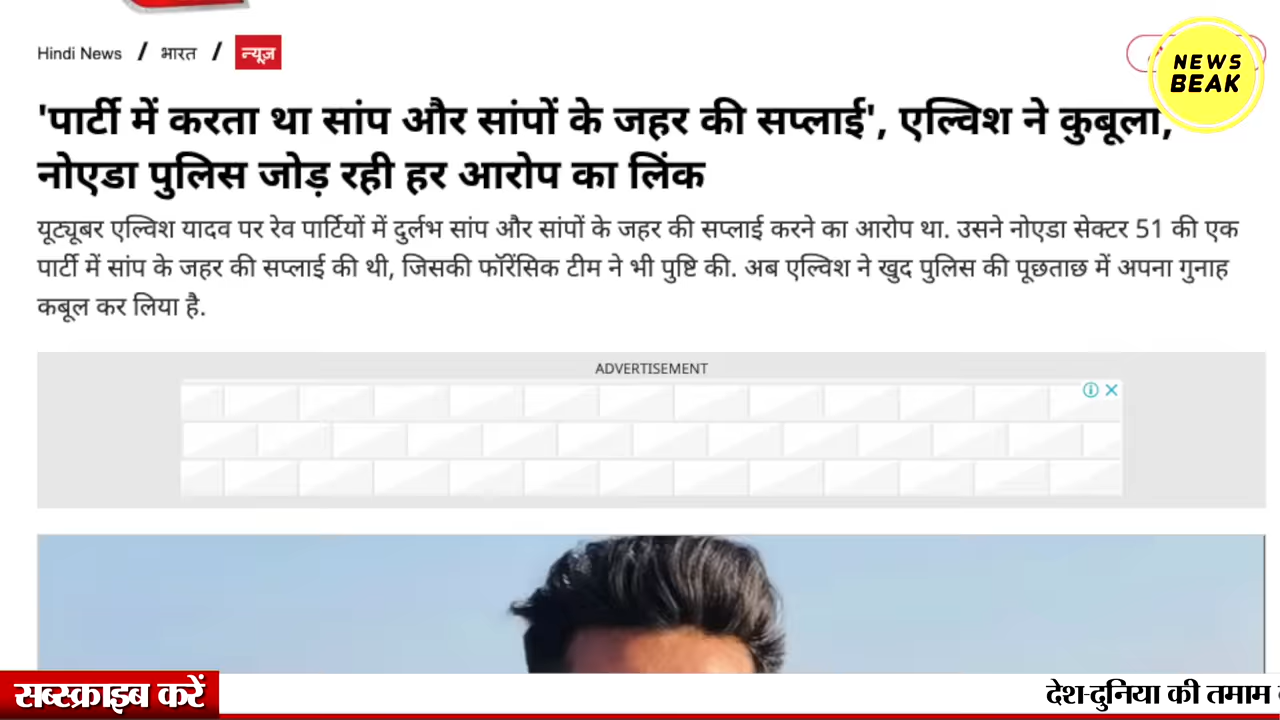 Hindi News / भारत / न्यूज़
NEWS
BEAK
'पार्टी में करता था सांप और सांपों के जहर की सप्लाई', एल्विश ने कुबूला,
नोएडा पुलिस जोड़ रही हर आरोप का लिंक
यूट्यूबर एल्विश यादव पर रेव पार्टियों में दुर्लभ सांप और सांपों के जहर की सप्लाई करने का आरोप था. उसने नोएडा सेक्टर 51 की एक
पार्टी में सांप के जहर की सप्लाई की थी, जिसकी फॉरेंसिक टीम ने भी पुष्टि की. अब एल्विश ने खुद पुलिस की पूछताछ में अपना गुनाह
कबूल कर लिया है.
ADVERTISEMENT
सब्स्क्राइब करें
देश-दुनिया की तमाम